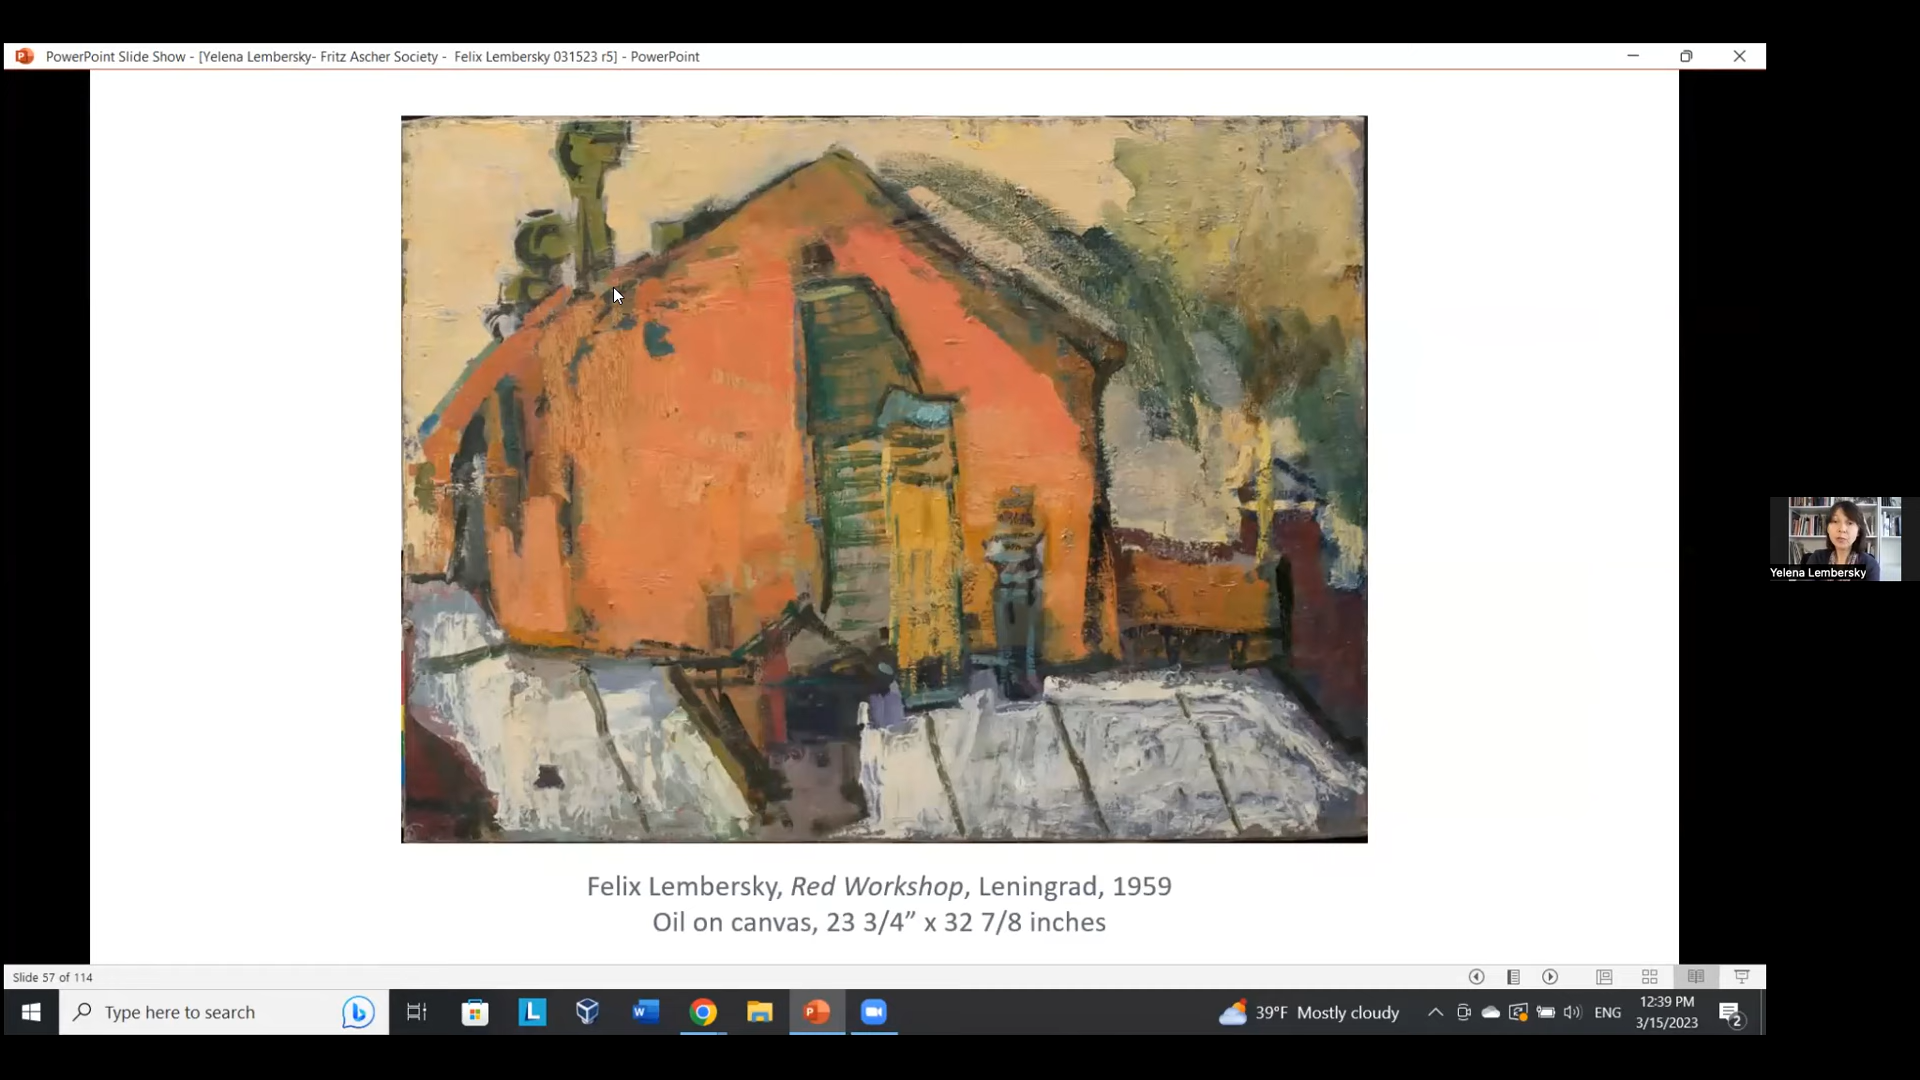 PowerPoint Slide Show - [Yelena Lembersky- Fritz Ascher Society -  Felix Lembersky 031523 r5] - PowerPoint
Yelena Lembersky
Felix Lembersky, Red Workshop, Leningrad, 1959
Oil on canvas, 23 3/4” x 32 7/8 inches
Slide 57 of 114
Type here to search
39°F Mostly cloudy
ENG
12:39 PM
3/15/2023
2